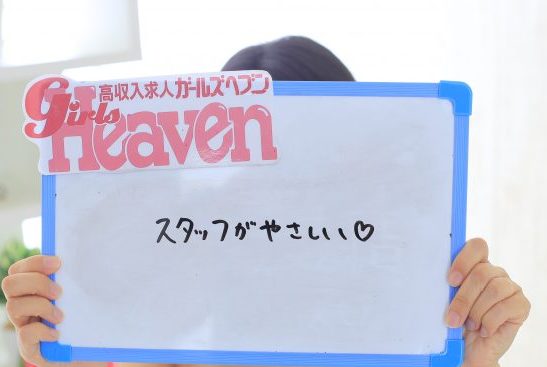 高収入求人ガールズヘブン
Girls
Heaven
スタッフがやさしい♡